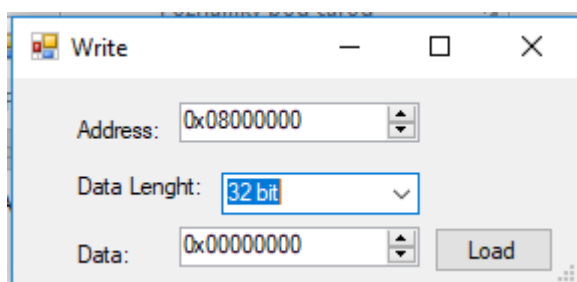 Write
Address: 0x08000000
Data Lenght: 32 bit
Data: 0x00000000 Load